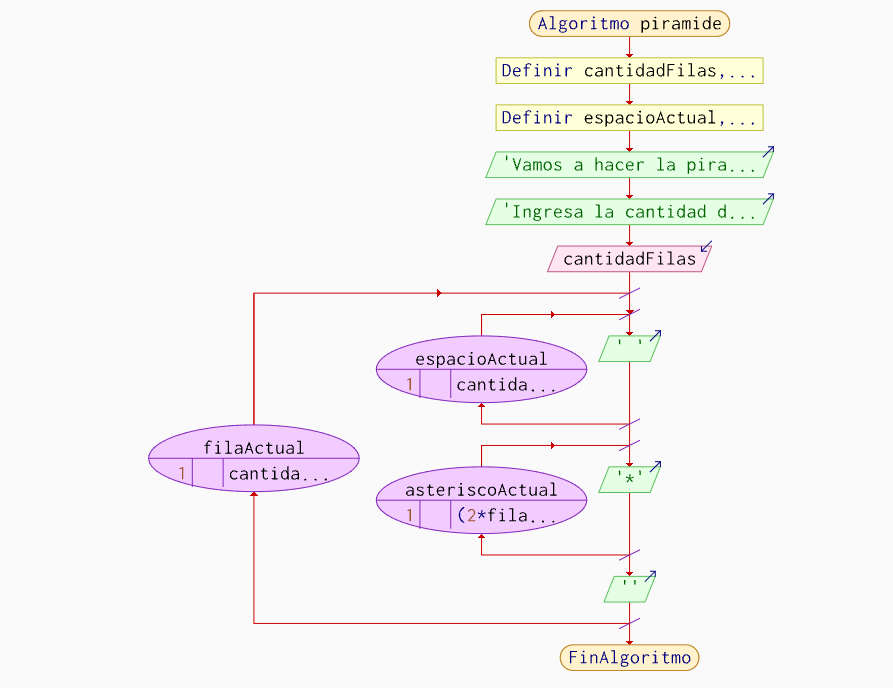 Algoritmo piramide
Definir cantidadFilas,...
Definir espacioActual,...
'Vamos a hacer la pira...
'Ingresa la cantidad d...
cantidadFilas
espacioActual
1 cantida...
' '
filaActual
1 cantida...
asteriscoActual
1 (2*fila...
'*'
''
FinAlgoritmo